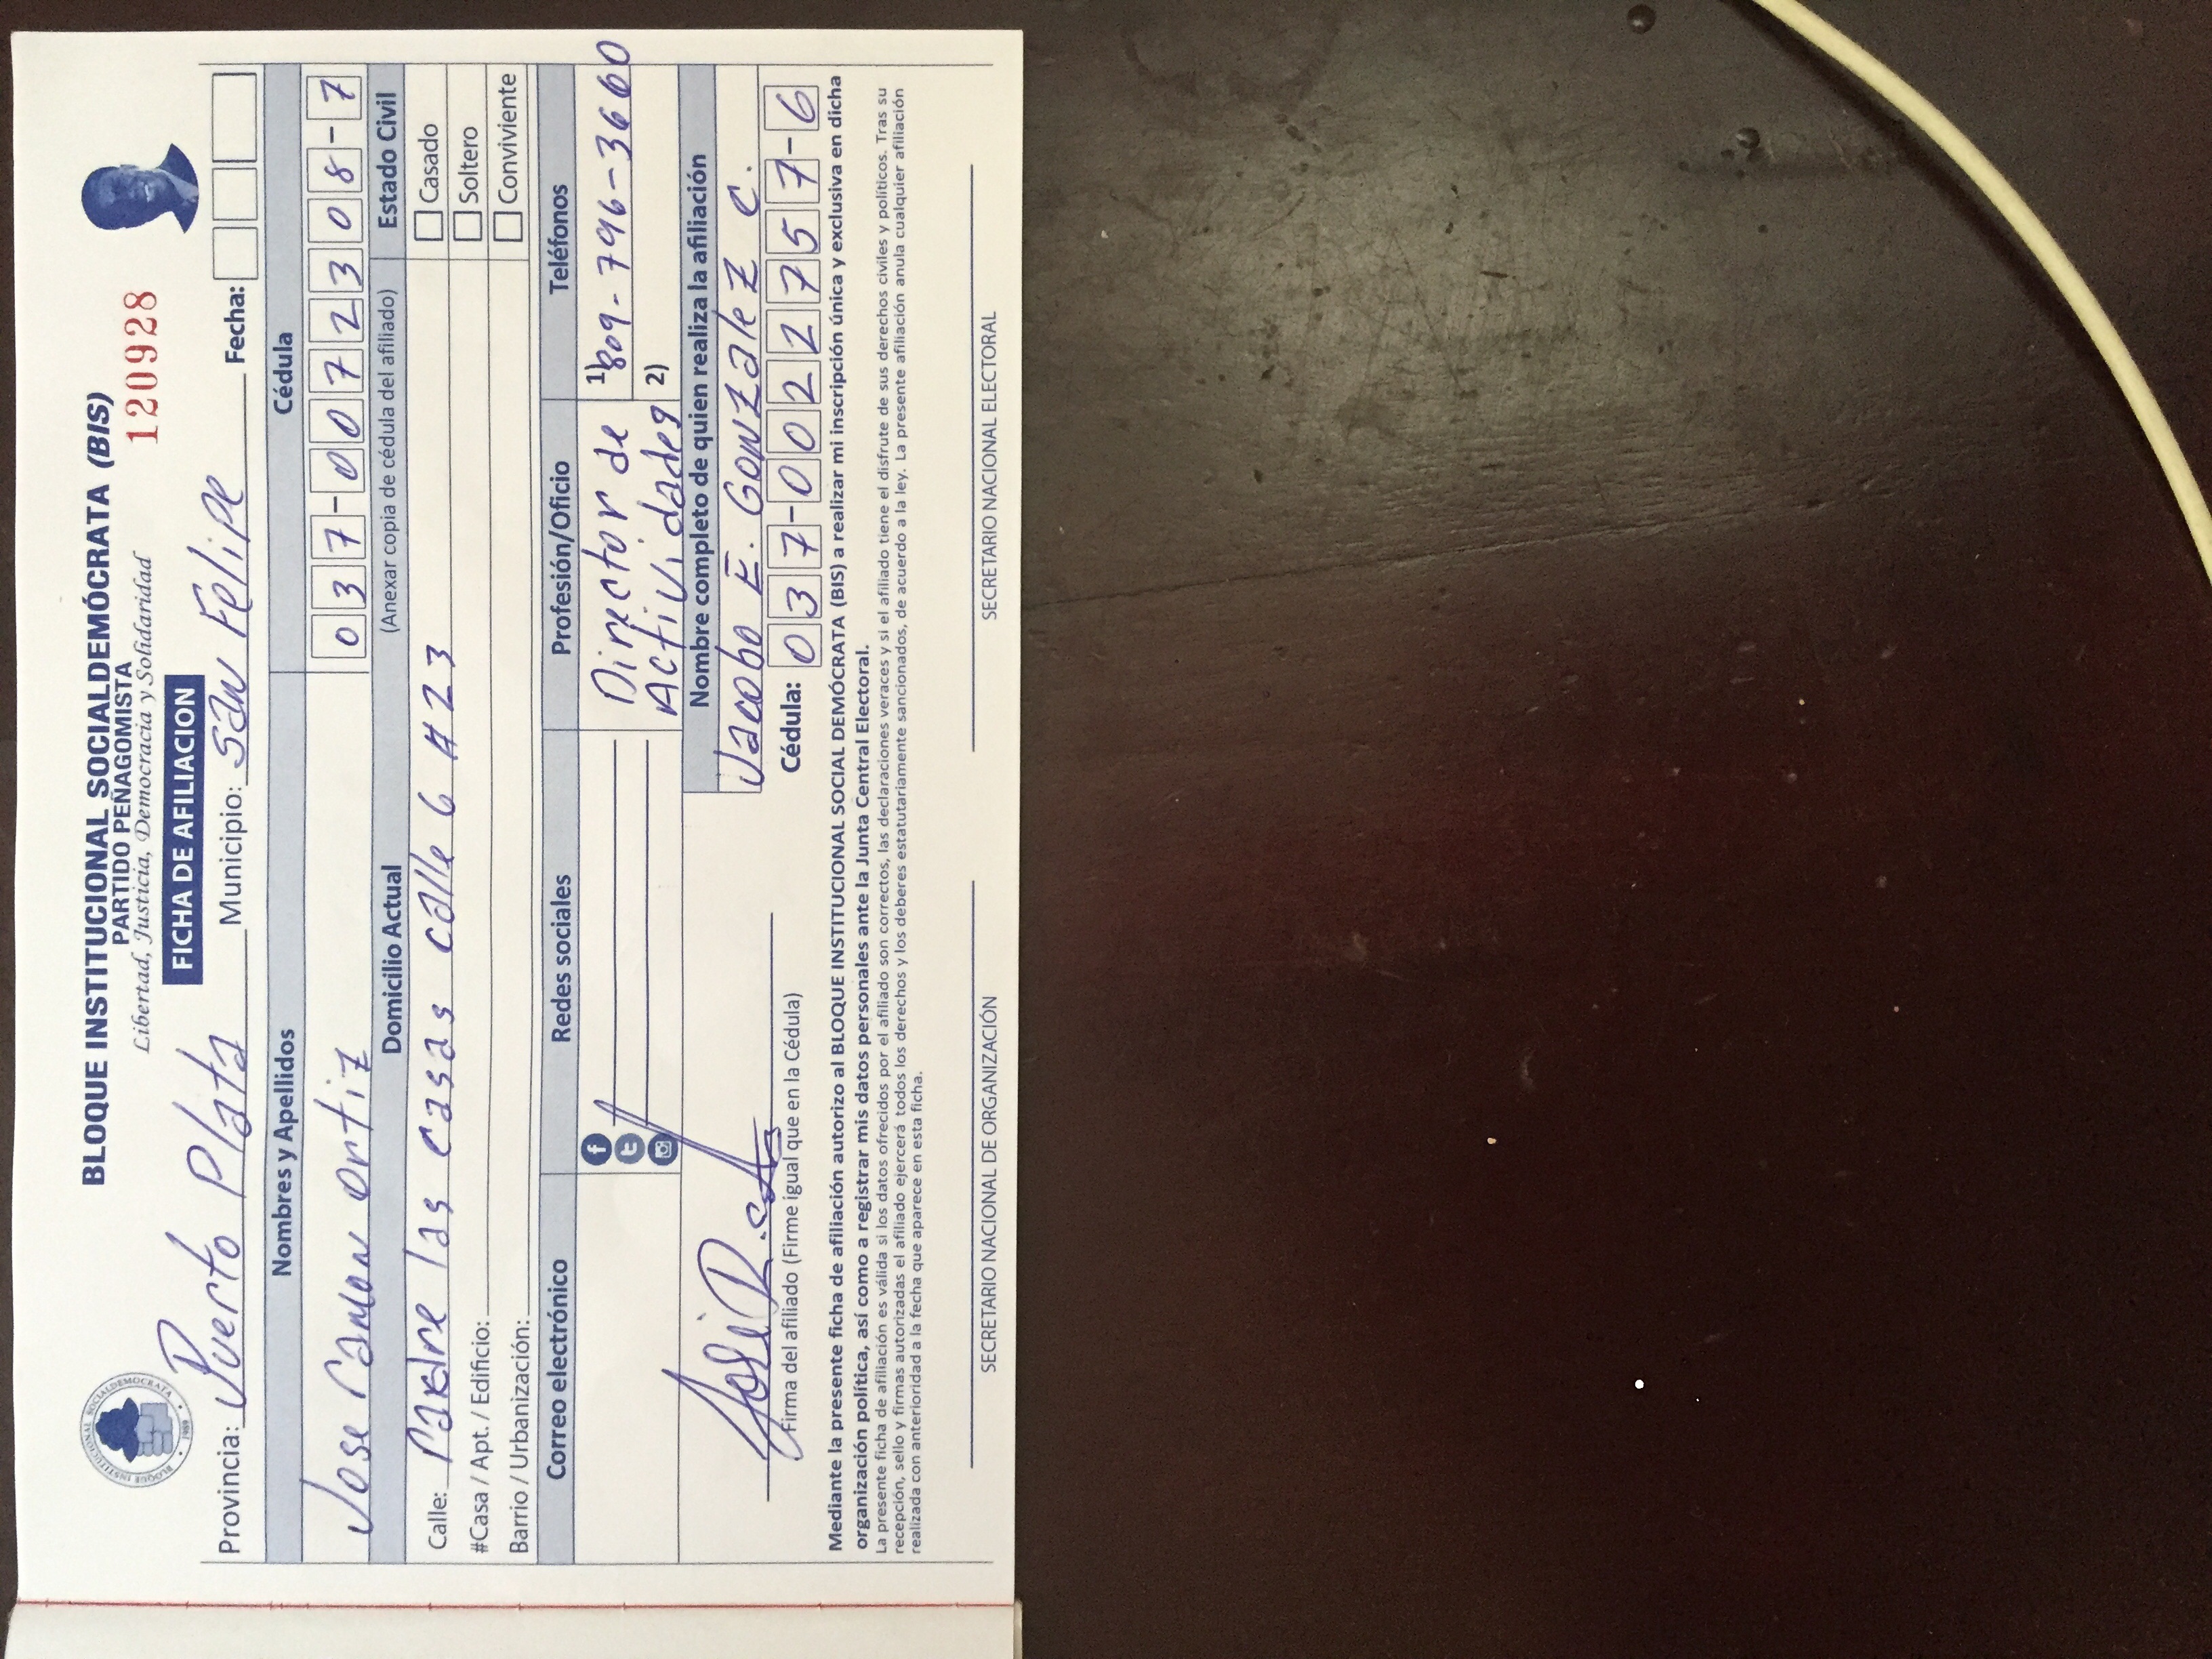 BLOQUE INSTITUCIONAL SOCIALDEMOCRATA
1989
BLOQUE INSTITUCIONAL SOCIALDEMÓCRATA (BIS)
PARTIDO PEÑAGOMISTA
Libertad, Justicia, Democracia y Solidaridad
120928
FICHA DE AFILIACION
Provincia: Puerto Plata Municipio: San Felipe Fecha:
Nombres y Apellidos Cédula
Jose ramon ortiz 037-0072308-7
Domicilio Actual (Anexar copia de cédula del afiliado) Estado Civil
Calle: Padre las casas calle 6 #23 Casado
#Casa / Apt. / Edificio: Soltero
Barrio / Urbanización: Conviviente
Correo electrónico Redes sociales Profesión/Oficio Teléfonos
f Director de 1) 809-796-3660
t Actividades 2)
Nombre completo de quien realiza la afiliación
Jacobo E. Gonzalez C.
José R.
Cédula: 037-0022757-6
Firma del afiliado (Firme igual que en la Cédula)
Mediante la presente ficha de afiliación autorizo al BLOQUE INSTITUCIONAL SOCIAL DEMÓCRATA (BIS) a realizar mi inscripción única y exclusiva en dicha
organización política, así como a registrar mis datos personales ante la Junta Central Electoral.
La presente ficha de afiliación es válida si los datos ofrecidos por el afiliado son correctos, las declaraciones veraces y si el afiliado tiene el disfrute de sus derechos civiles y políticos. Tras su
recepción, sello y firmas autorizadas el afiliado ejercerá todos los derechos y los deberes estatutariamente sancionados, de acuerdo a la ley. La presente afiliación anula cualquier afiliación
realizada con anterioridad a la fecha que aparece en esta ficha.
SECRETARIO NACIONAL DE ORGANIZACIÓN SECRETARIO NACIONAL ELECTORAL